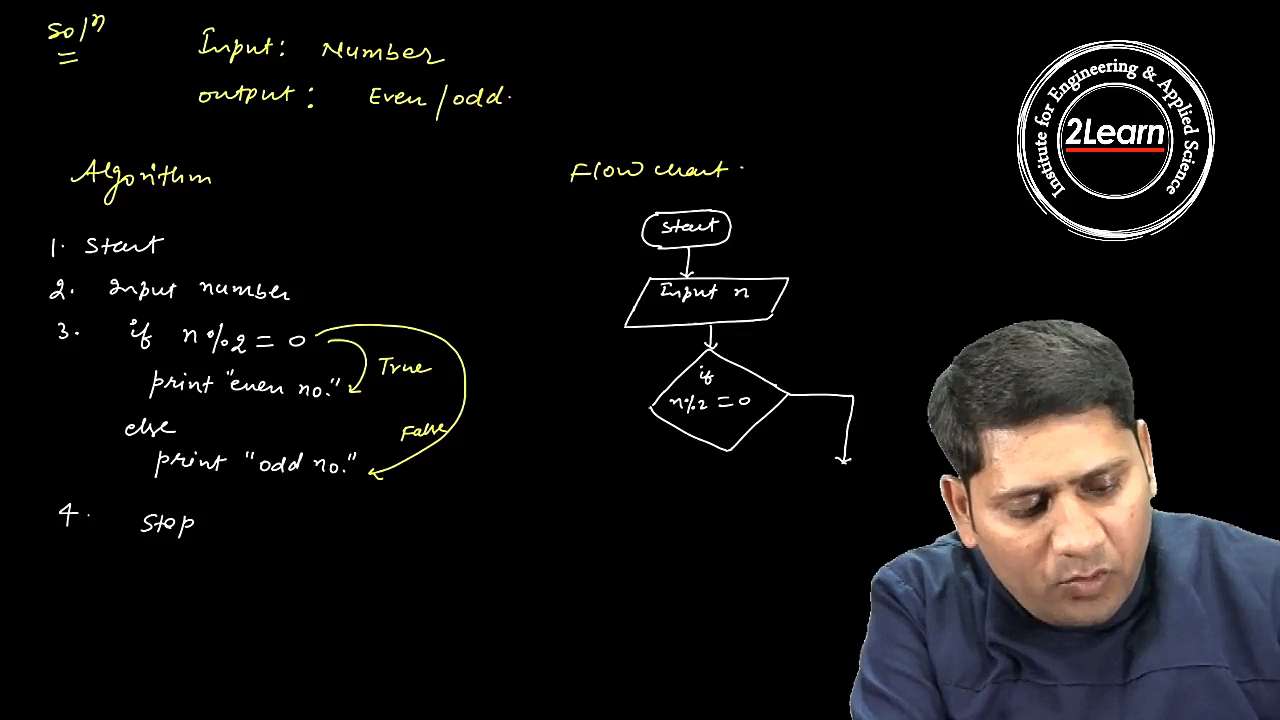 Soln
Input: Number
output: Even/odd.
Algorithm
1. Start
2. Input number
3. if n%2 = 0
print "even no."
True
else
False
print "odd no."
4. Stop
Flow chart.
Start
Input n
if
n%2 = 0
Institute for Engineering & Applied Science
2Learn